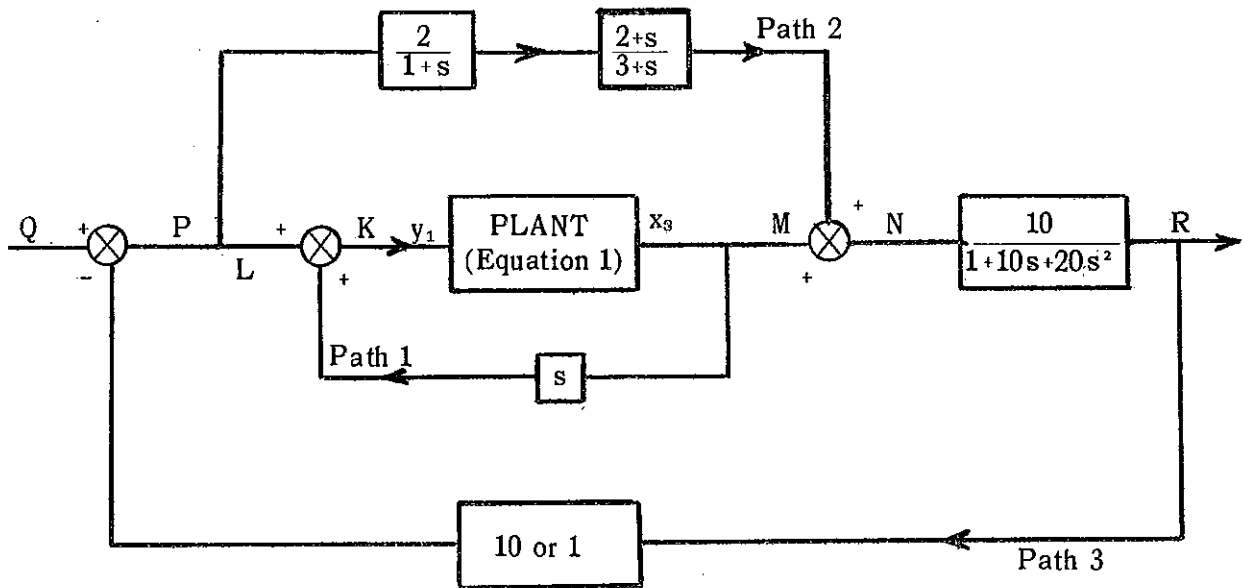 Path 2
2
1+s
2+s
3+s
Q
+
-
P
L
+
+
K
y₁
PLANT
(Equation 1)
x₃
M
+
+
N
10
1+10s+20s²
R
Path 1
s
10 or 1
Path 3